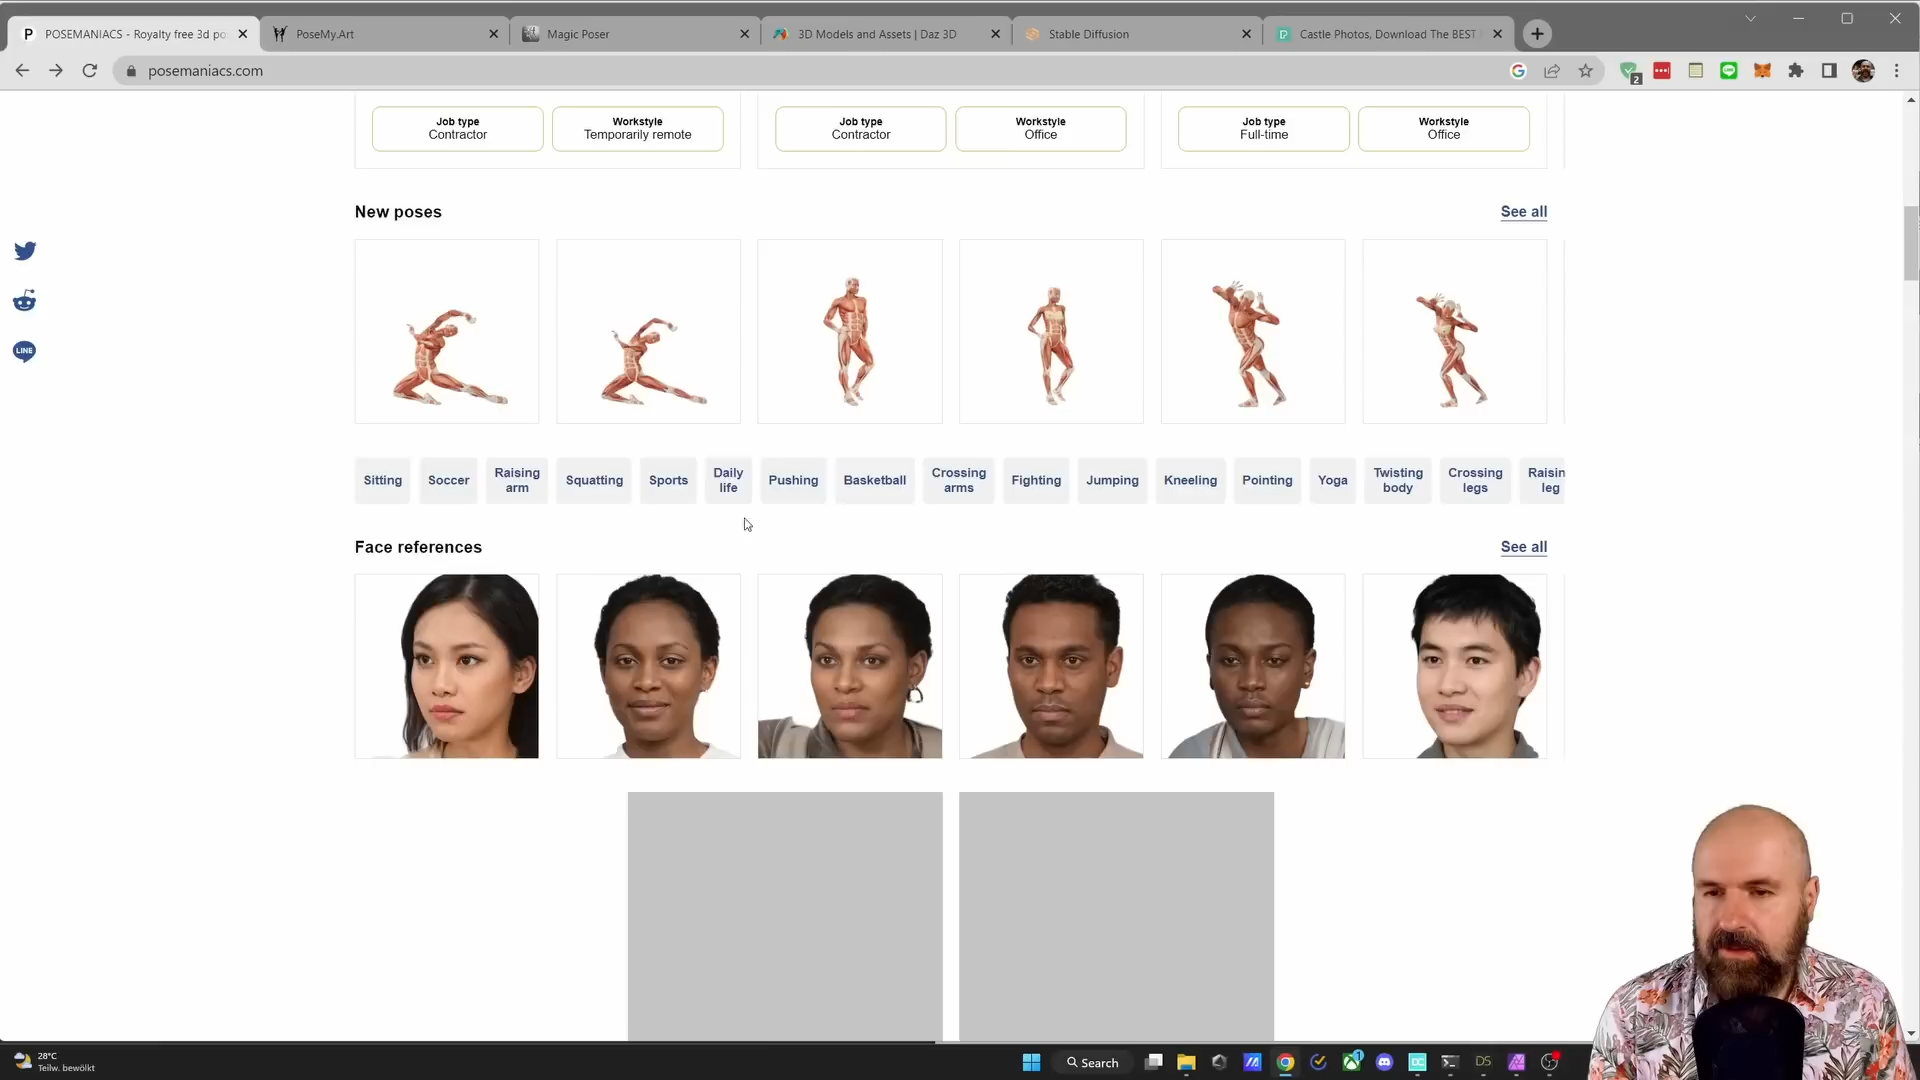 POSEMANIACS - Royalty free 3d po
PoseMy.Art
Magic Poser
3D Models and Assets | Daz 3D
Stable Diffusion
Castle Photos, Download The BEST
posemaniacs.com
2
Job type
Contractor
Workstyle
Temporarily remote
Job type
Contractor
Workstyle
Office
Job type
Full-time
Workstyle
Office
New poses
See all
LINE
Sitting
Soccer
Raising
arm
Squatting
Sports
Daily
life
Pushing
Basketball
Crossing
arms
Fighting
Jumping
Kneeling
Pointing
Yoga
Twisting
body
Crossing
legs
Raisin
leg
Face references
See all
28°C
Teilw. bewölkt
Search
DS